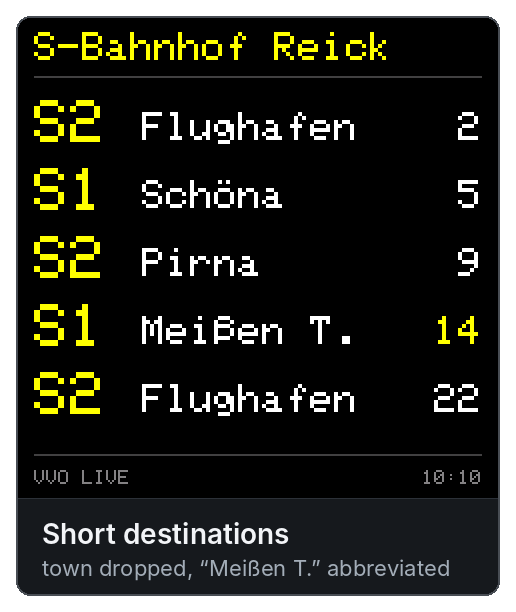 S-Bahnhof Reick
S2 Flughafen 2
S1 Schöna 5
S2 Pirna 9
S1 Meißen T. 14
S2 Flughafen 22
VVO LIVE 10:10
Short destinations
town dropped, “Meißen T.” abbreviated